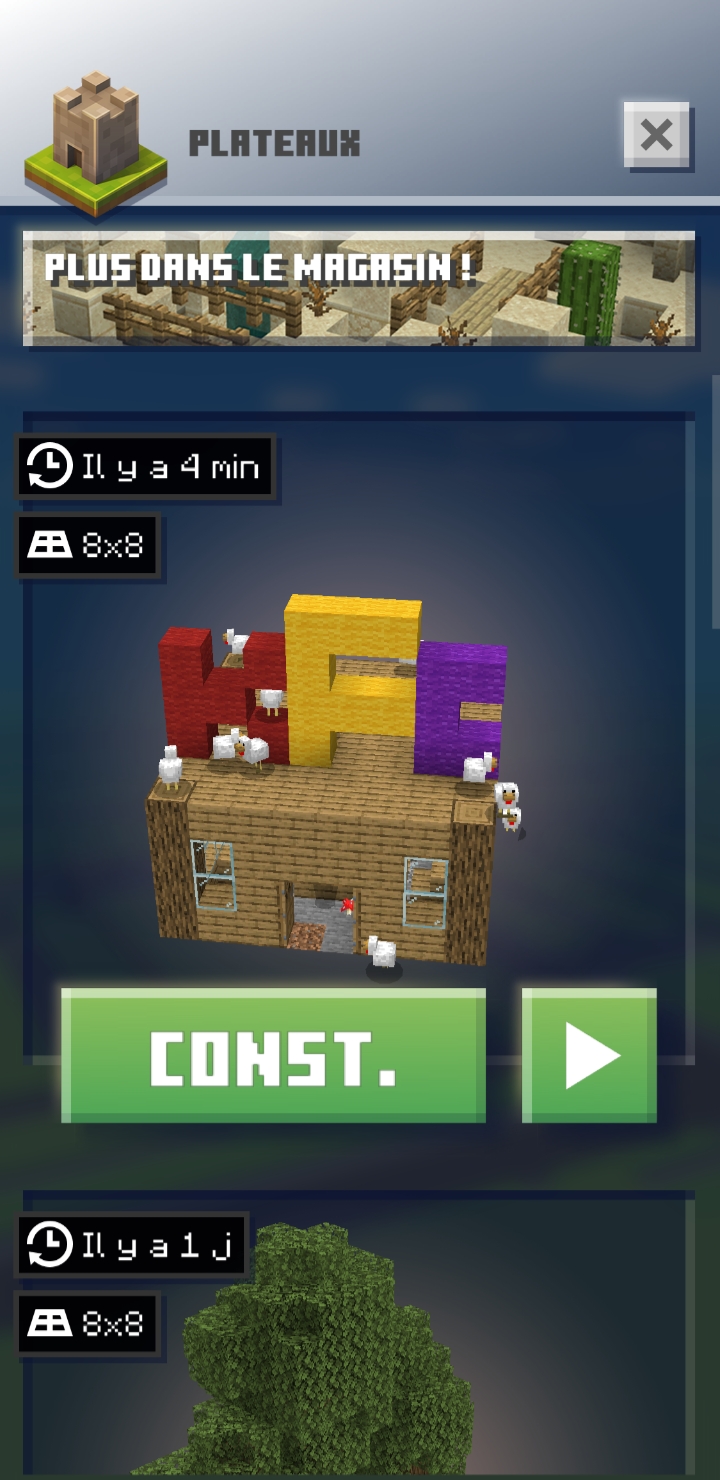 PLATEAUX
PLUS DANS LE MAGASIN !
Il y a 4 min
8x8
CONST.
Il y a 1 j
8x8